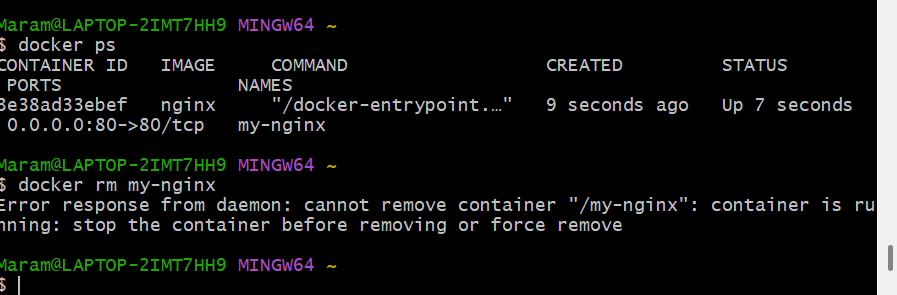 Maram@LAPTOP-2IMT7HH9 MINGW64 ~
$ docker ps
CONTAINER ID   IMAGE     COMMAND                  CREATED         STATUS
 PORTS                NAMES
3e38ad33ebef   nginx     "/docker-entrypoint.…"   9 seconds ago   Up 7 seconds
 0.0.0.0:80->80/tcp   my-nginx
Maram@LAPTOP-2IMT7HH9 MINGW64 ~
$ docker rm my-nginx
Error response from daemon: cannot remove container "/my-nginx": container is ru
nning: stop the container before removing or force remove
Maram@LAPTOP-2IMT7HH9 MINGW64 ~
$